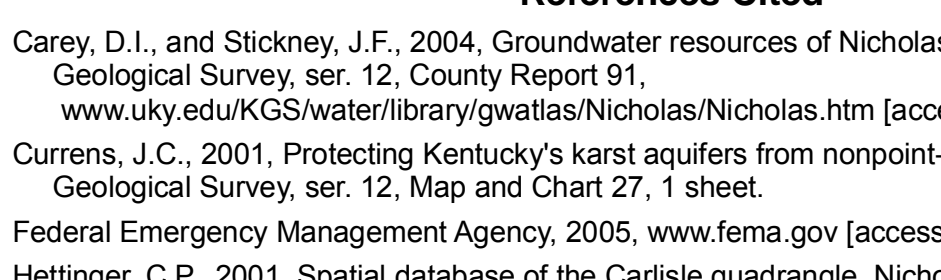 References Cited
Carey, D.I., and Stickney, J.F., 2004, Groundwater resources of Nicholas
Geological Survey, ser. 12, County Report 91,
www.uky.edu/KGS/water/library/gwatlas/Nicholas/Nicholas.htm [acce
Currens, J.C., 2001, Protecting Kentucky's karst aquifers from nonpoint-
Geological Survey, ser. 12, Map and Chart 27, 1 sheet.
Federal Emergency Management Agency, 2005, www.fema.gov [access
Hettinger, C.P., 2001, Spatial database of the Carlisle quadrangle, Nicho